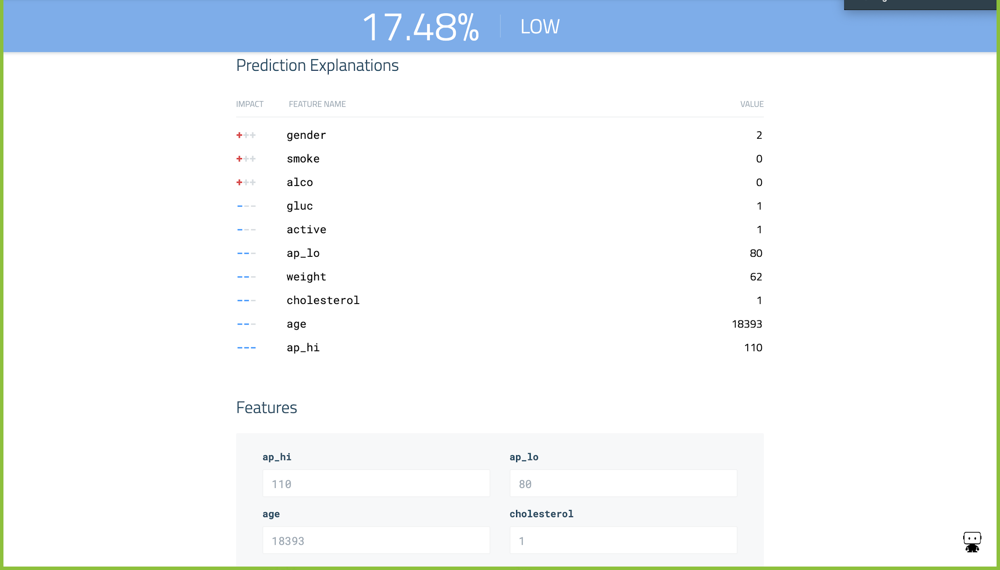 17.48% LOW
Prediction Explanations
IMPACT FEATURE NAME VALUE
+++ gender 2
+++ smoke 0
+++ alco 0
--- gluc 1
--- active 1
--- ap_lo 80
--- weight 62
--- cholesterol 1
--- age 18393
--- ap_hi 110
Features
ap_hi ap_lo
110 80
age cholesterol
18393 1